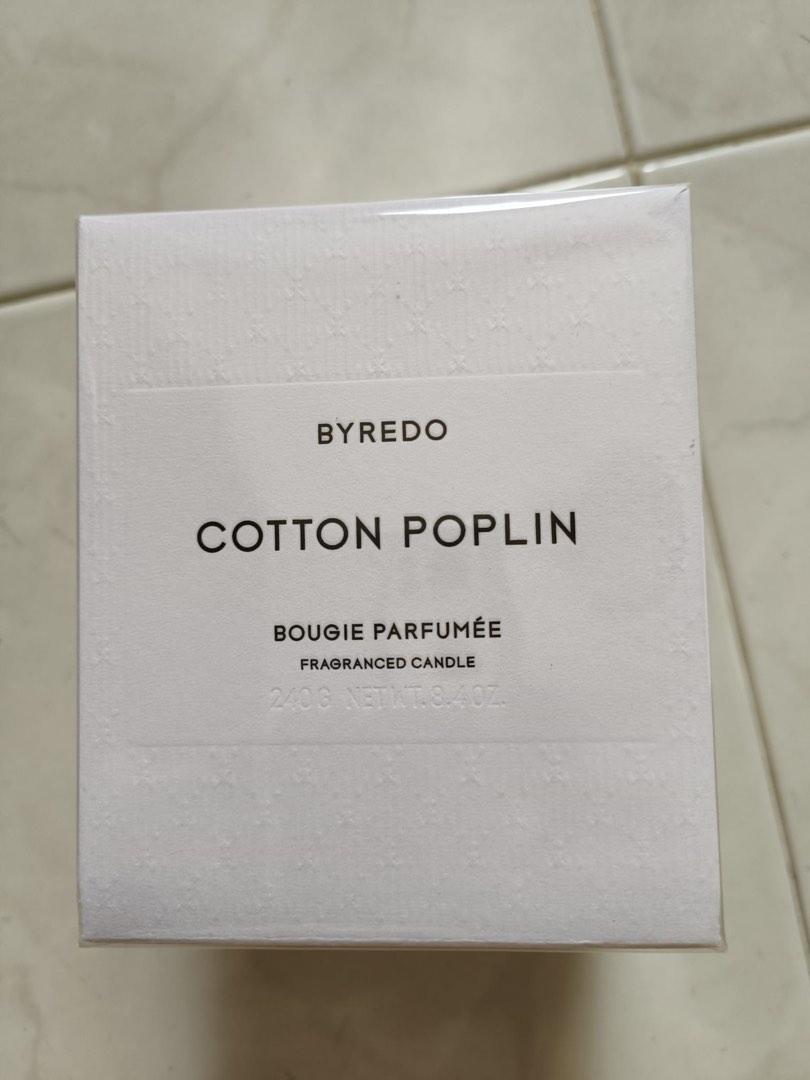 BYREDO
COTTON POPLIN
BOUGIE PARFUMÉE
FRAGRANCED CANDLE
240 G NET WT. 8.4 OZ.